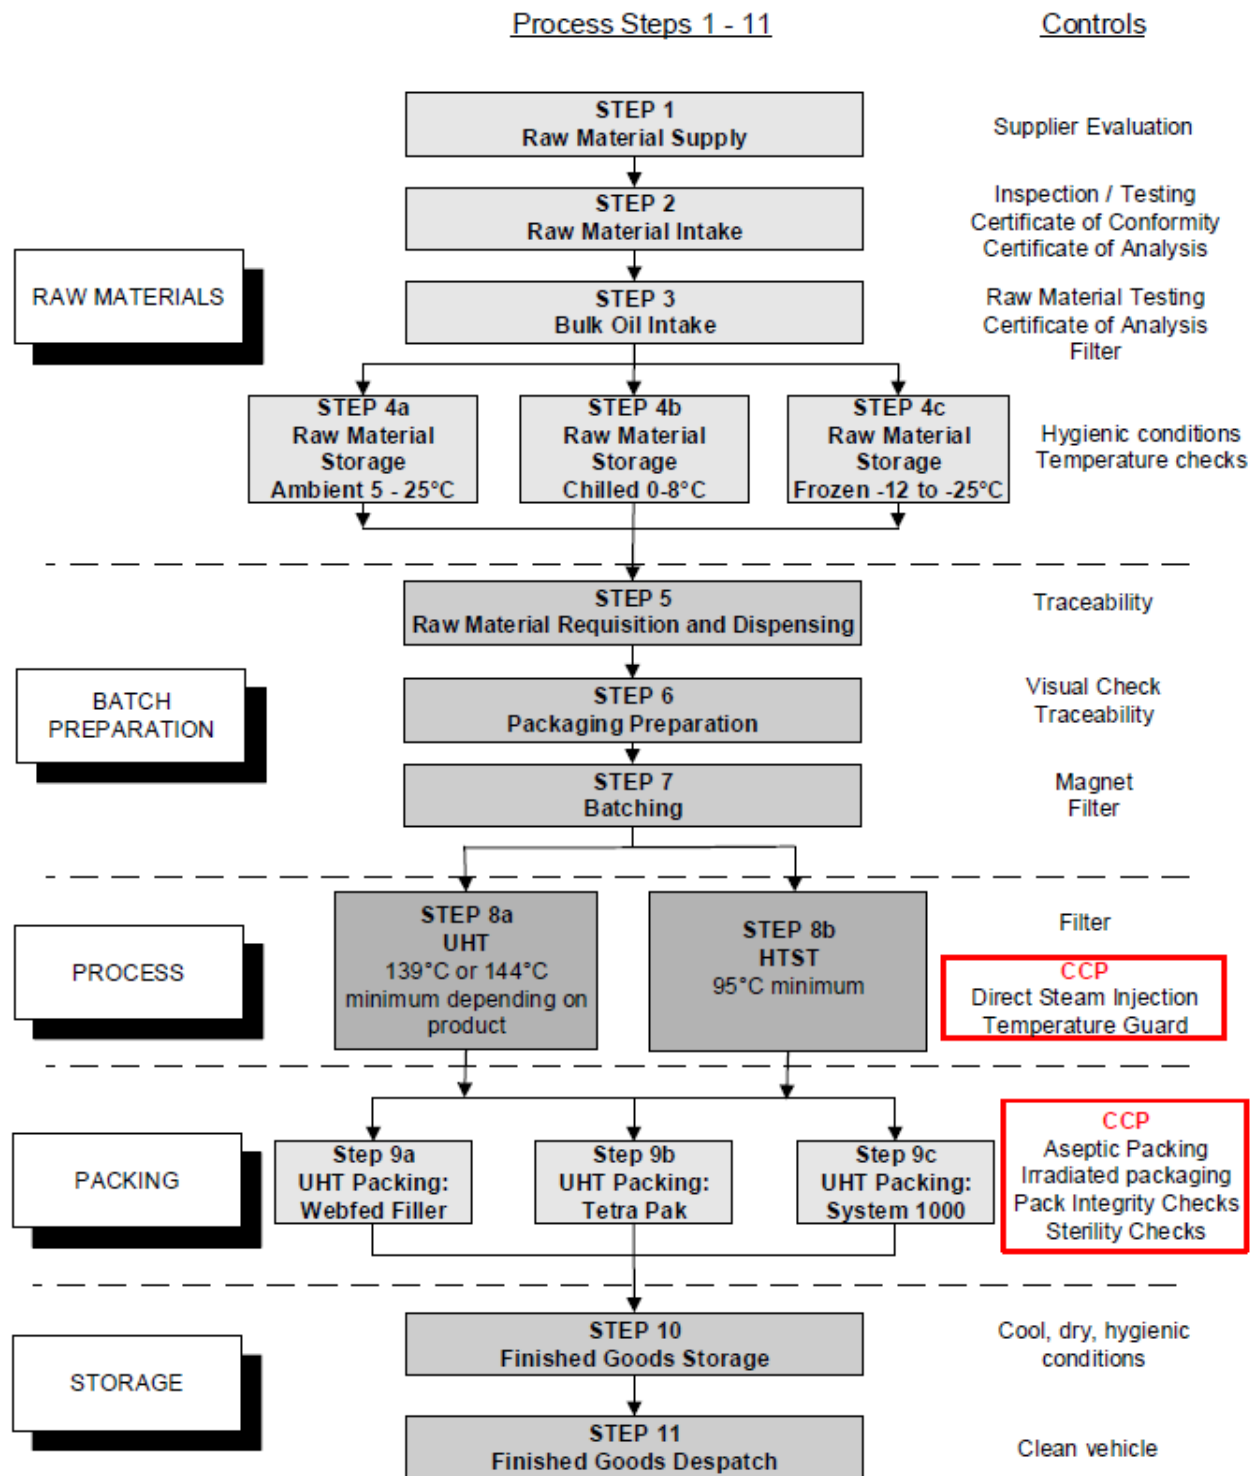 Process Steps 1 - 11
Controls
STEP 1
Raw Material Supply
Supplier Evaluation
STEP 2
Raw Material Intake
Inspection / Testing
Certificate of Conformity
Certificate of Analysis
RAW MATERIALS
STEP 3
Bulk Oil Intake
Raw Material Testing
Certificate of Analysis
Filter
STEP 4a
Raw Material
Storage
Ambient 5 - 25°C
STEP 4b
Raw Material
Storage
Chilled 0-8°C
STEP 4c
Raw Material
Storage
Frozen -12 to -25°C
Hygienic conditions
Temperature checks
STEP 5
Raw Material Requisition and Dispensing
Traceability
BATCH
PREPARATION
STEP 6
Packaging Preparation
Visual Check
Traceability
STEP 7
Batching
Magnet
Filter
PROCESS
STEP 8a
UHT
139°C or 144°C
minimum depending on
product
STEP 8b
HTST
95°C minimum
Filter
CCP
Direct Steam Injection
Temperature Guard
PACKING
Step 9a
UHT Packing:
Webfed Filler
Step 9b
UHT Packing:
Tetra Pak
Step 9c
UHT Packing:
System 1000
CCP
Aseptic Packing
Irradiated packaging
Pack Integrity Checks
Sterility Checks
STORAGE
STEP 10
Finished Goods Storage
Cool, dry, hygienic
conditions
STEP 11
Finished Goods Despatch
Clean vehicle